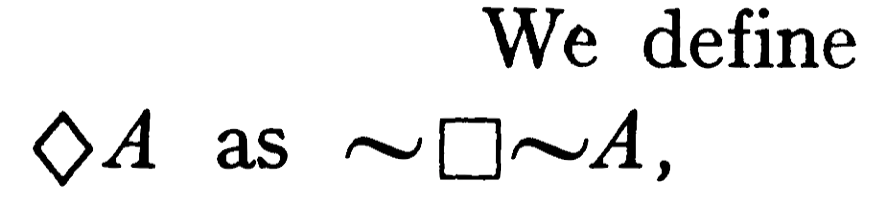 We define
◇A as ~□~A,